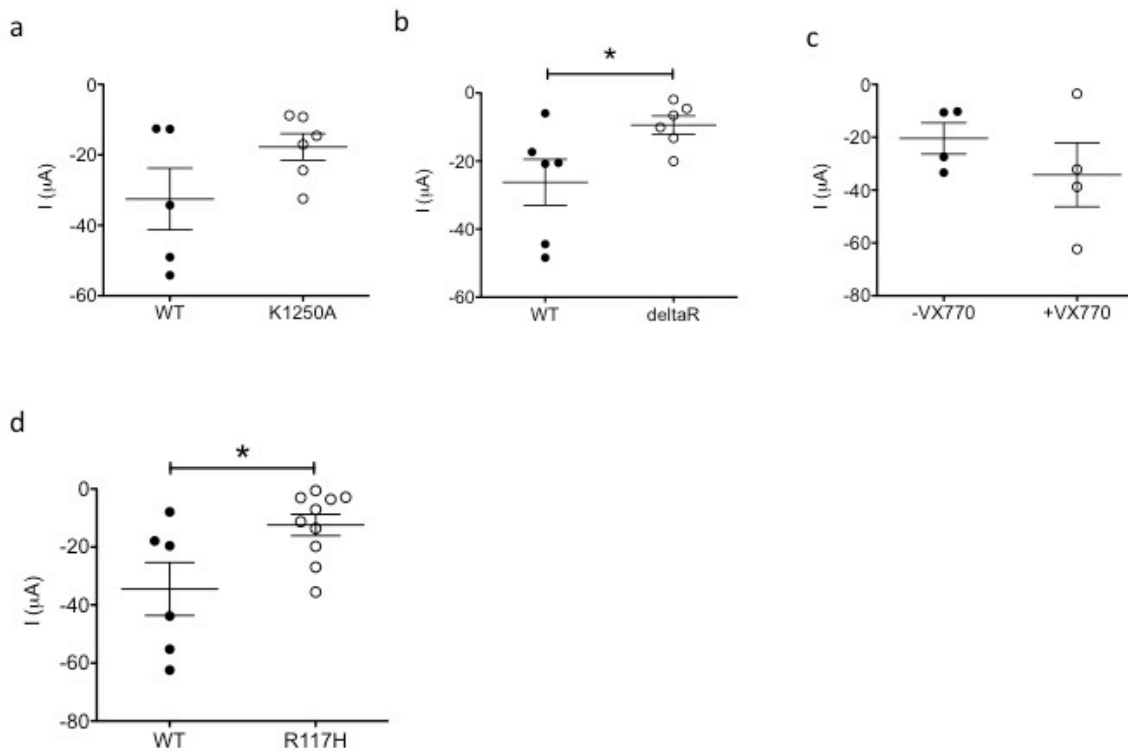 a
0
-20
-40
-60
I (μA)
WT
K1250A
b
*
0
-20
-40
-60
I (μA)
WT
deltaR
c
0
-20
-40
-60
-80
I (μA)
-VX770
+VX770
d
*
0
-20
-40
-60
-80
I (μA)
WT
R117H